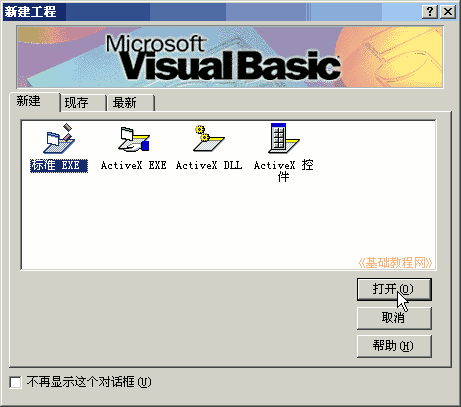 新建工程
Microsoft
Visual Basic
新建 现存 最新
标准 EXE ActiveX EXE ActiveX DLL ActiveX 控
件
《基础教程网》
打开(O)
取消
帮助(H)
不再显示这个对话框(U)